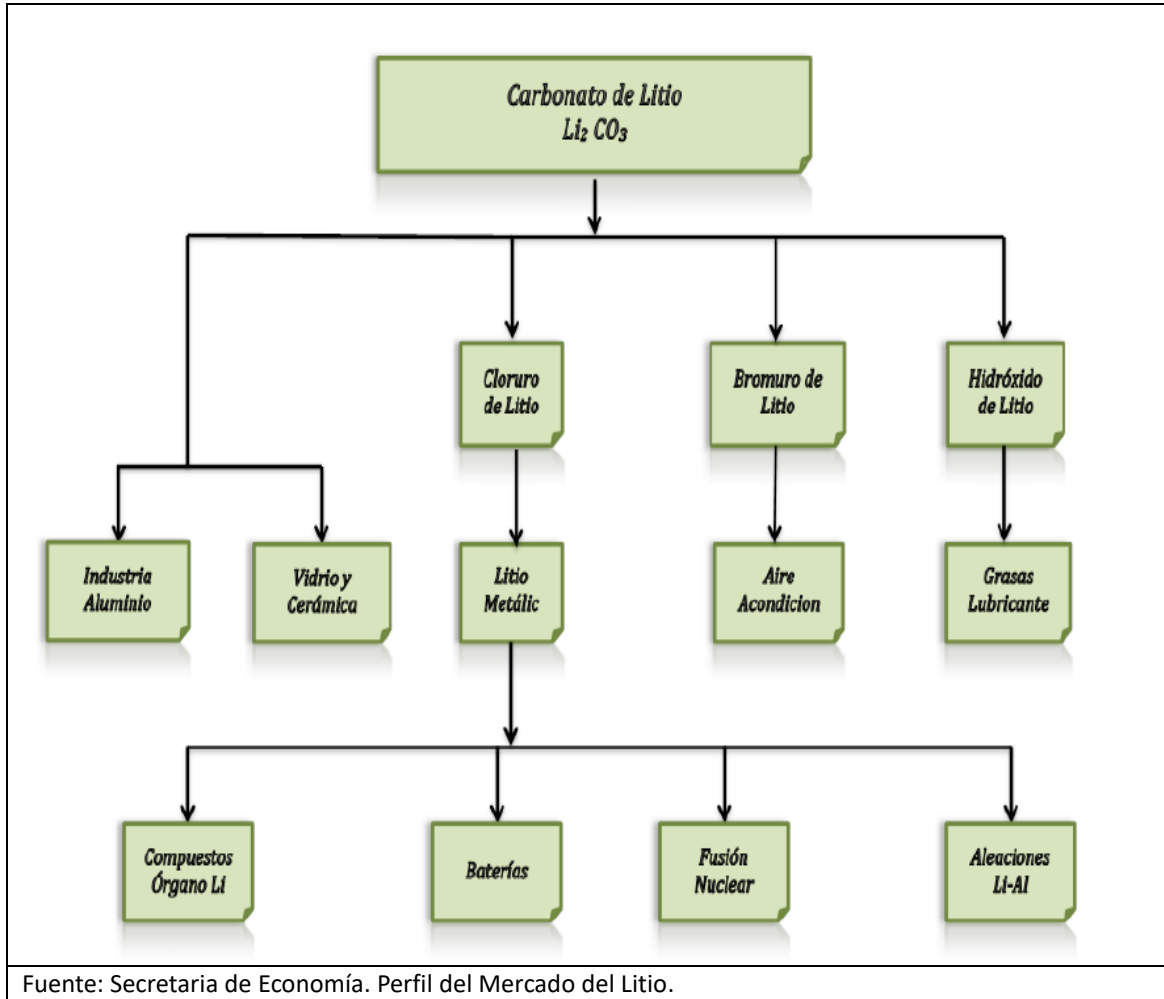 Carbonato de Litio
Li₂ CO₃
Cloruro
de Litio
Bromuro de
Litio
Hidróxido
de Litio
Industria
Aluminio
Vidrio y
Cerámica
Litio
Metálic
Aire
Acondicion
Grasas
Lubricante
Compuestos
Órgano Li
Baterías
Fusión
Nuclear
Aleaciones
Li-Al
Fuente: Secretaria de Economía. Perfil del Mercado del Litio.